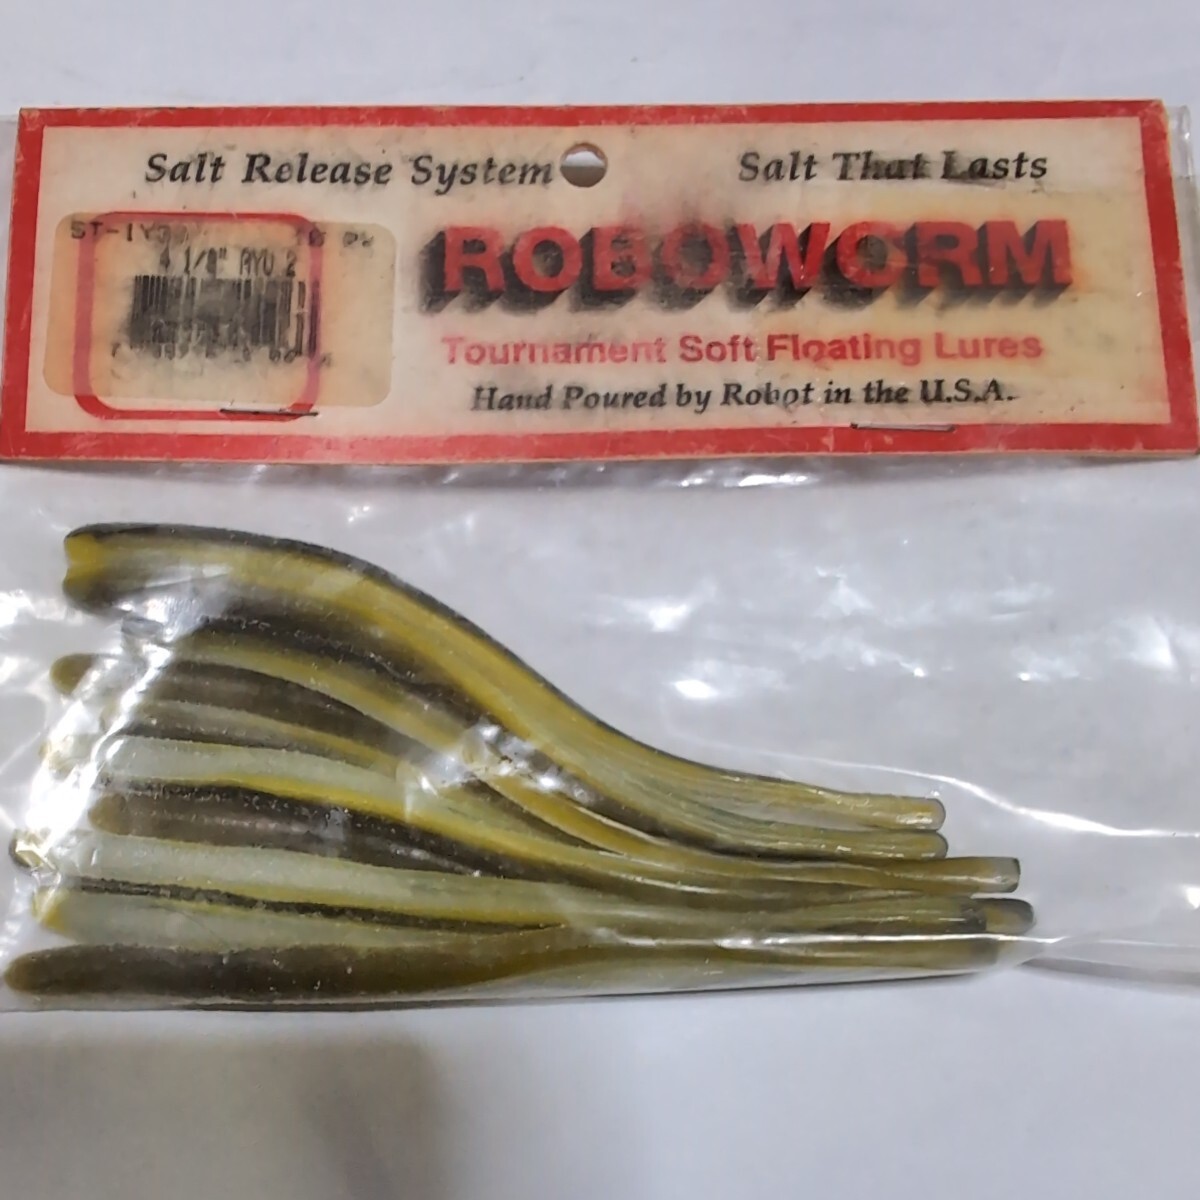 Salt Release System
Salt That Lasts
4 1/8" AYU 2
ROBOWORM
Tournament Soft Floating Lures
Hand Poured by Robot in the U.S.A.